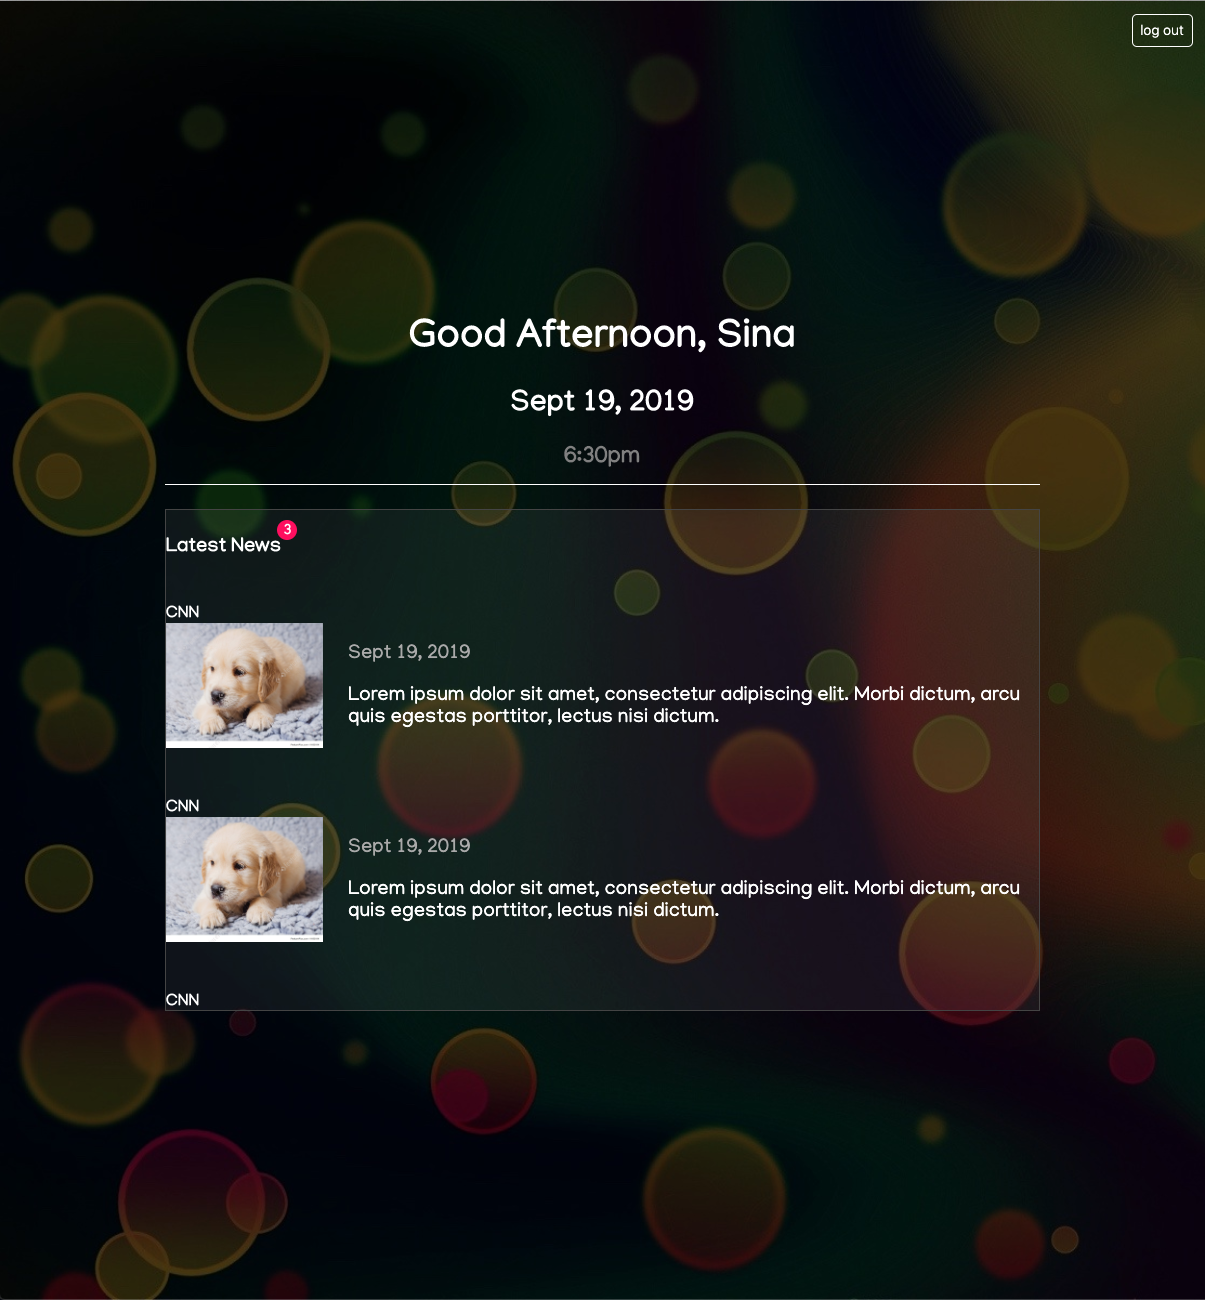 log out
Good Afternoon, Sina
Sept 19, 2019
6:30pm
Latest News 3
CNN
Sept 19, 2019
Lorem ipsum dolor sit amet, consectetur adipiscing elit. Morbi dictum, arcu
quis egestas porttitor, lectus nisi dictum.
CNN
Sept 19, 2019
Lorem ipsum dolor sit amet, consectetur adipiscing elit. Morbi dictum, arcu
quis egestas porttitor, lectus nisi dictum.
CNN